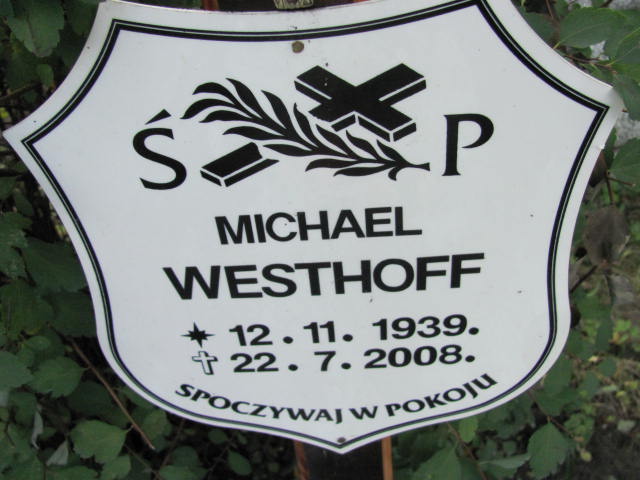 Ś P
MICHAEL
WESTHOFF
12.11.1939.
22.7.2008.
SPOCZYWAJ W POKOJU